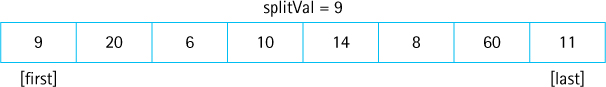 splitVal = 9
9 20 6 10 14 8 60 11
[first] [last]